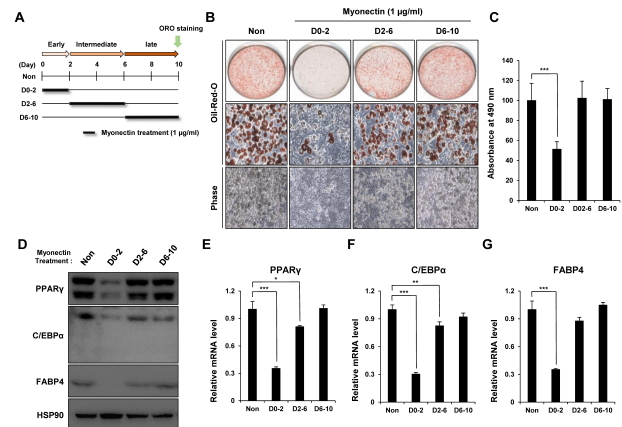 A
ORO staining
Early Intermediate late
(Day) 0 2 4 6 8 10
Non
D0-2
D2-6
D6-10
Myonectin treatment (1 μg/ml)
B
Myonectin (1 μg/ml)
Non D0-2 D2-6 D6-10
Oil-Red-O
Phase
C
Absorbance at 490 nm
140
120
100
80
60
40
20
0
***
Non D0-2 D02-6 D6-10
D
Myonectin
Treatment :
Non D0-2 D2-6 D6-10
PPARγ
C/EBPα
FABP4
HSP90
E
PPARγ
Relative mRNA level
1.2
0.9
0.6
0.3
0
*
***
Non D0-2 D2-6 D6-10
F
C/EBPα
Relative mRNA level
1.2
0.9
0.6
0.3
0
**
***
Non D0-2 D2-6 D6-10
G
FABP4
Relative mRNA level
1.2
0.9
0.6
0.3
0
***
Non D0-2 D2-6 D6-10